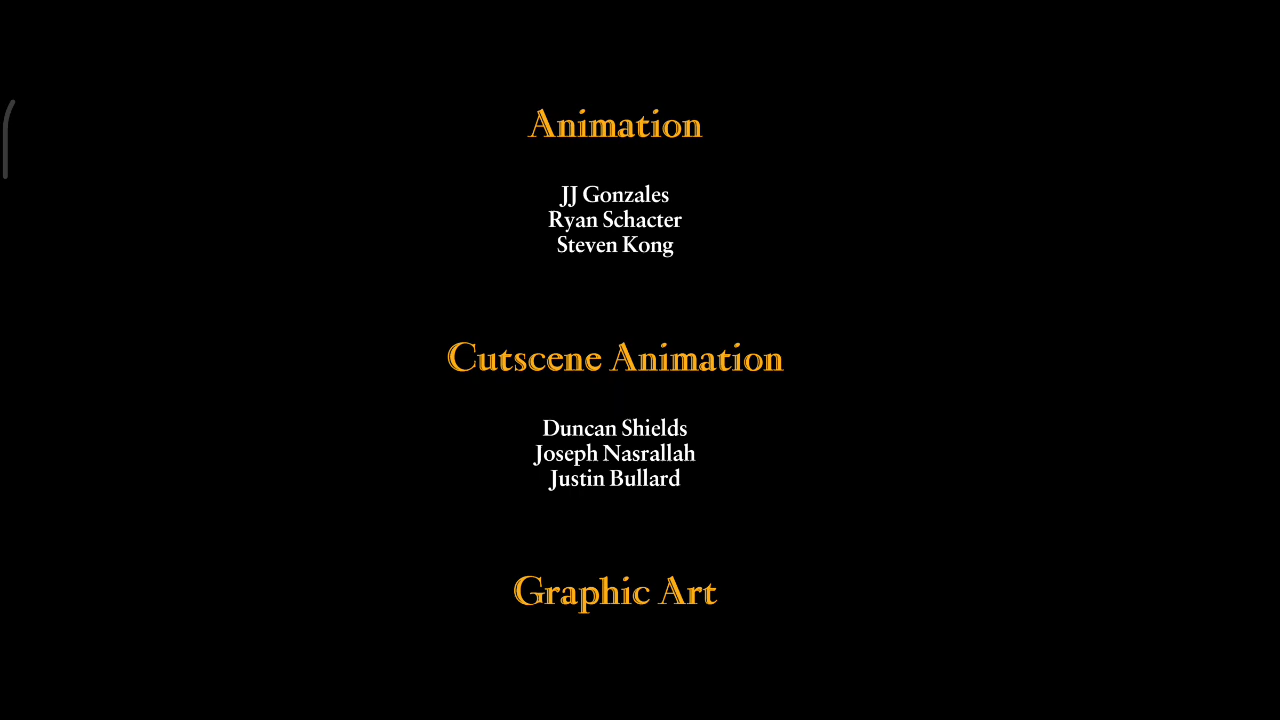 Animation
JJ Gonzales
Ryan Schacter
Steven Kong
Cutscene Animation
Duncan Shields
Joseph Nasrallah
Justin Bullard
Graphic Art